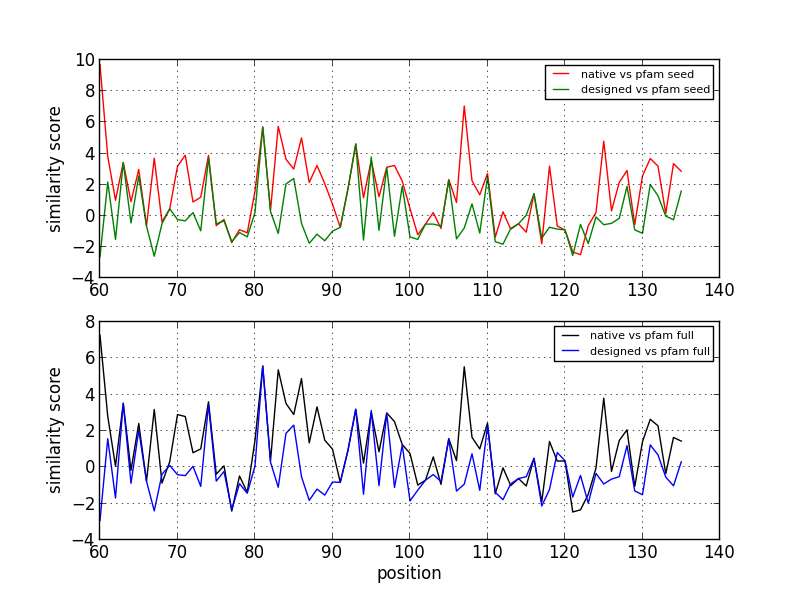 10
8
6
4
2
0
−2
−4
similarity score
native vs pfam seed
designed vs pfam seed
60 70 80 90 100 110 120 130 140
8
6
4
2
0
−2
−4
similarity score
native vs pfam full
designed vs pfam full
60 70 80 90 100 110 120 130 140
position